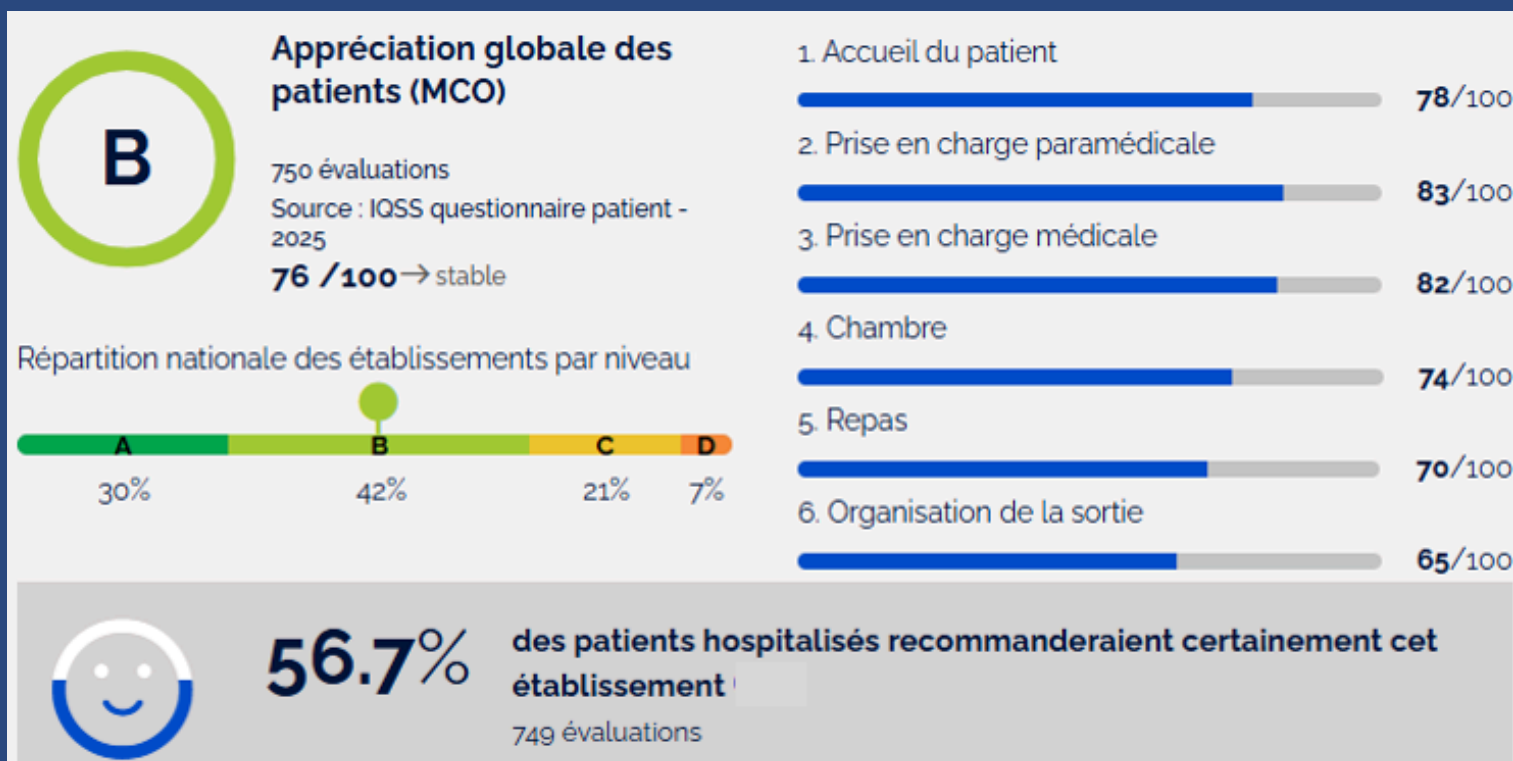 B
Appréciation globale des
patients (MCO)
750 évaluations
Source : IQSS questionnaire patient -
2025
76 /100 → stable
Répartition nationale des établissements par niveau
A B C D
30% 42% 21% 7%
1. Accueil du patient
78/100
2. Prise en charge paramédicale
83/100
3. Prise en charge médicale
82/100
4. Chambre
74/100
5. Repas
70/100
6. Organisation de la sortie
65/100
56.7%
des patients hospitalisés recommanderaient certainement cet
établissement
749 évaluations